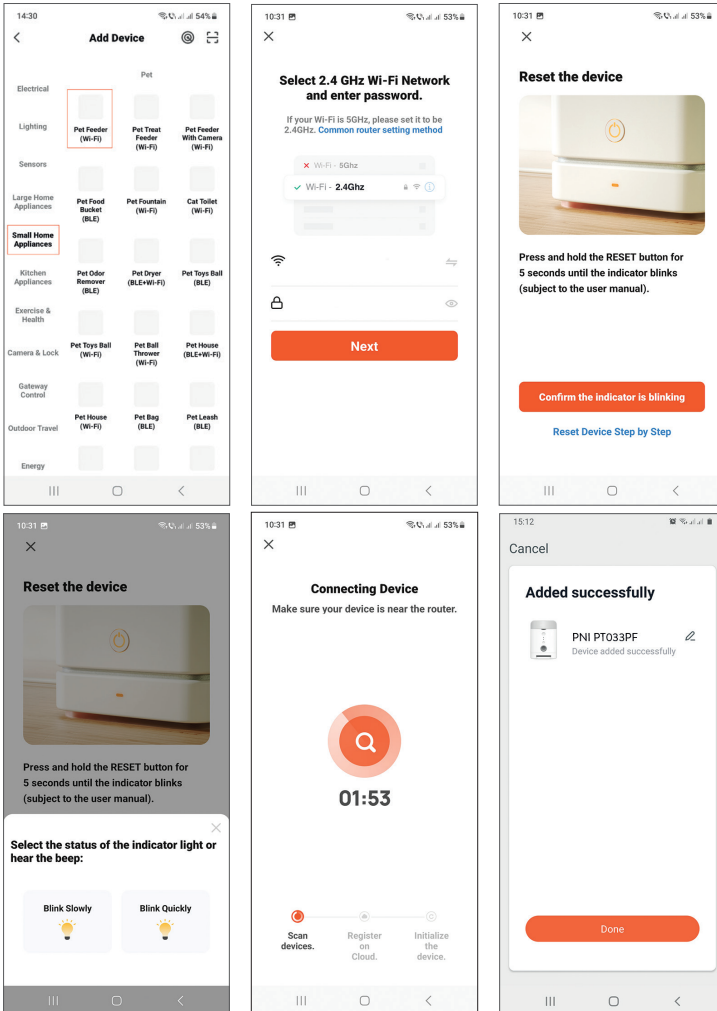 14:30
54%
Add Device
Electrical
Lighting
Sensors
Large Home
Appliances
Small Home
Appliances
Kitchen
Appliances
Exercise &
Health
Camera & Lock
Gateway
Control
Outdoor Travel
Energy
Pet
Pet Feeder
(Wi-Fi)
Pet Treat
Feeder
(Wi-Fi)
Pet Feeder
With Camera
(Wi-Fi)
Pet Food
Bucket
(BLE)
Pet Fountain
(Wi-Fi)
Cat Toilet
(Wi-Fi)
Pet Odor
Remover
(BLE)
Pet Dryer
(BLE+Wi-Fi)
Pet Toys Ball
(BLE)
Pet Toys Ball
(Wi-Fi)
Pet Ball
Thrower
(Wi-Fi)
Pet House
(BLE+Wi-Fi)
Pet House
(Wi-Fi)
Pet Bag
(BLE)
Pet Leash
(BLE)
10:31
53%
Select 2.4 GHz Wi-Fi Network
and enter password.
If your Wi-Fi is 5GHz, please set it to be
2.4GHz. Common router setting method
Wi-Fi - 5Ghz
Wi-Fi - 2.4Ghz
Next
10:31
53%
Reset the device
Press and hold the RESET button for
5 seconds until the indicator blinks
(subject to the user manual).
Confirm the indicator is blinking
Reset Device Step by Step
10:31
53%
Reset the device
Press and hold the RESET button for
5 seconds until the indicator blinks
(subject to the user manual).
Select the status of the indicator light or
hear the beep:
Blink Slowly
Blink Quickly
10:31
53%
Connecting Device
Make sure your device is near the router.
01:53
Scan
devices.
Register
on
Cloud.
Initialize
the
device.
15:12
Cancel
Added successfully
PNI PT033PF
Device added successfully
Done